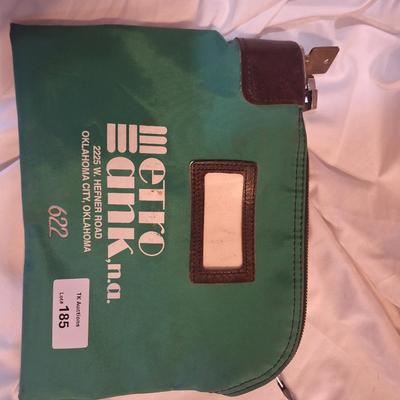 metro
Bank, n.a.
2225 W. HEFNER ROAD
OKLAHOMA CITY, OKLAHOMA
622
TK Auctions
Lot# 185